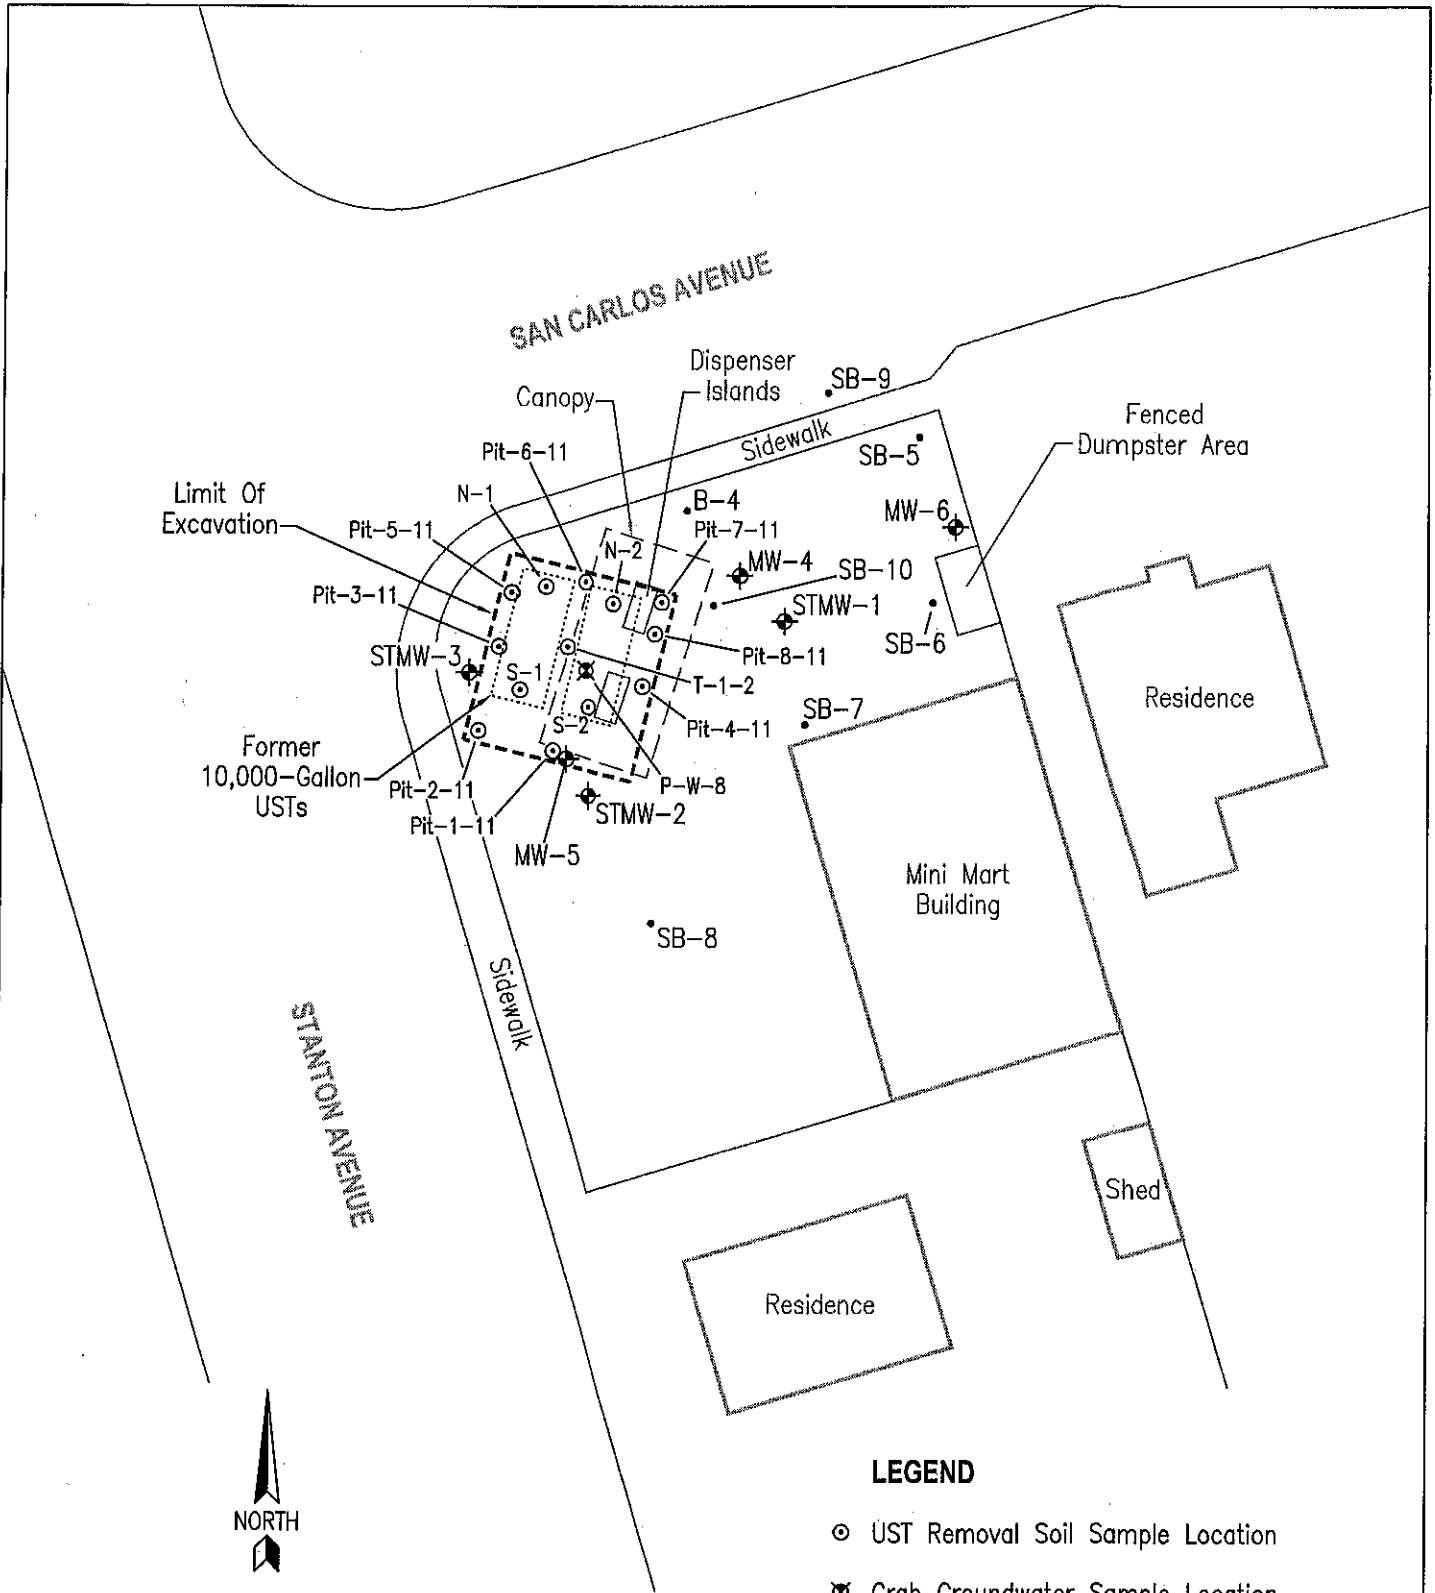 SAN CARLOS AVENUE
Dispenser
Islands
SB-9
Canopy
Fenced
Dumpster Area
Sidewalk
SB-5
Pit-6-11
Limit Of
Excavation
N-1
B-4
MW-6
Pit-5-11
Pit-7-11
N-2
MW-4
SB-10
Pit-3-11
STMW-1
SB-6
STMW-3
Pit-8-11
S-1
T-1-2
Residence
SB-7
S-2
Pit-4-11
Former
10,000-Gallon
USTs
Pit-2-11
P-W-8
STMW-2
Pit-1-11
MW-5
Mini Mart
Building
SB-8
Sidewalk
STANTON AVENUE
Shed
Residence
LEGEND
NORTH
UST Removal Soil Sample Location
Grab Groundwater Sample Location